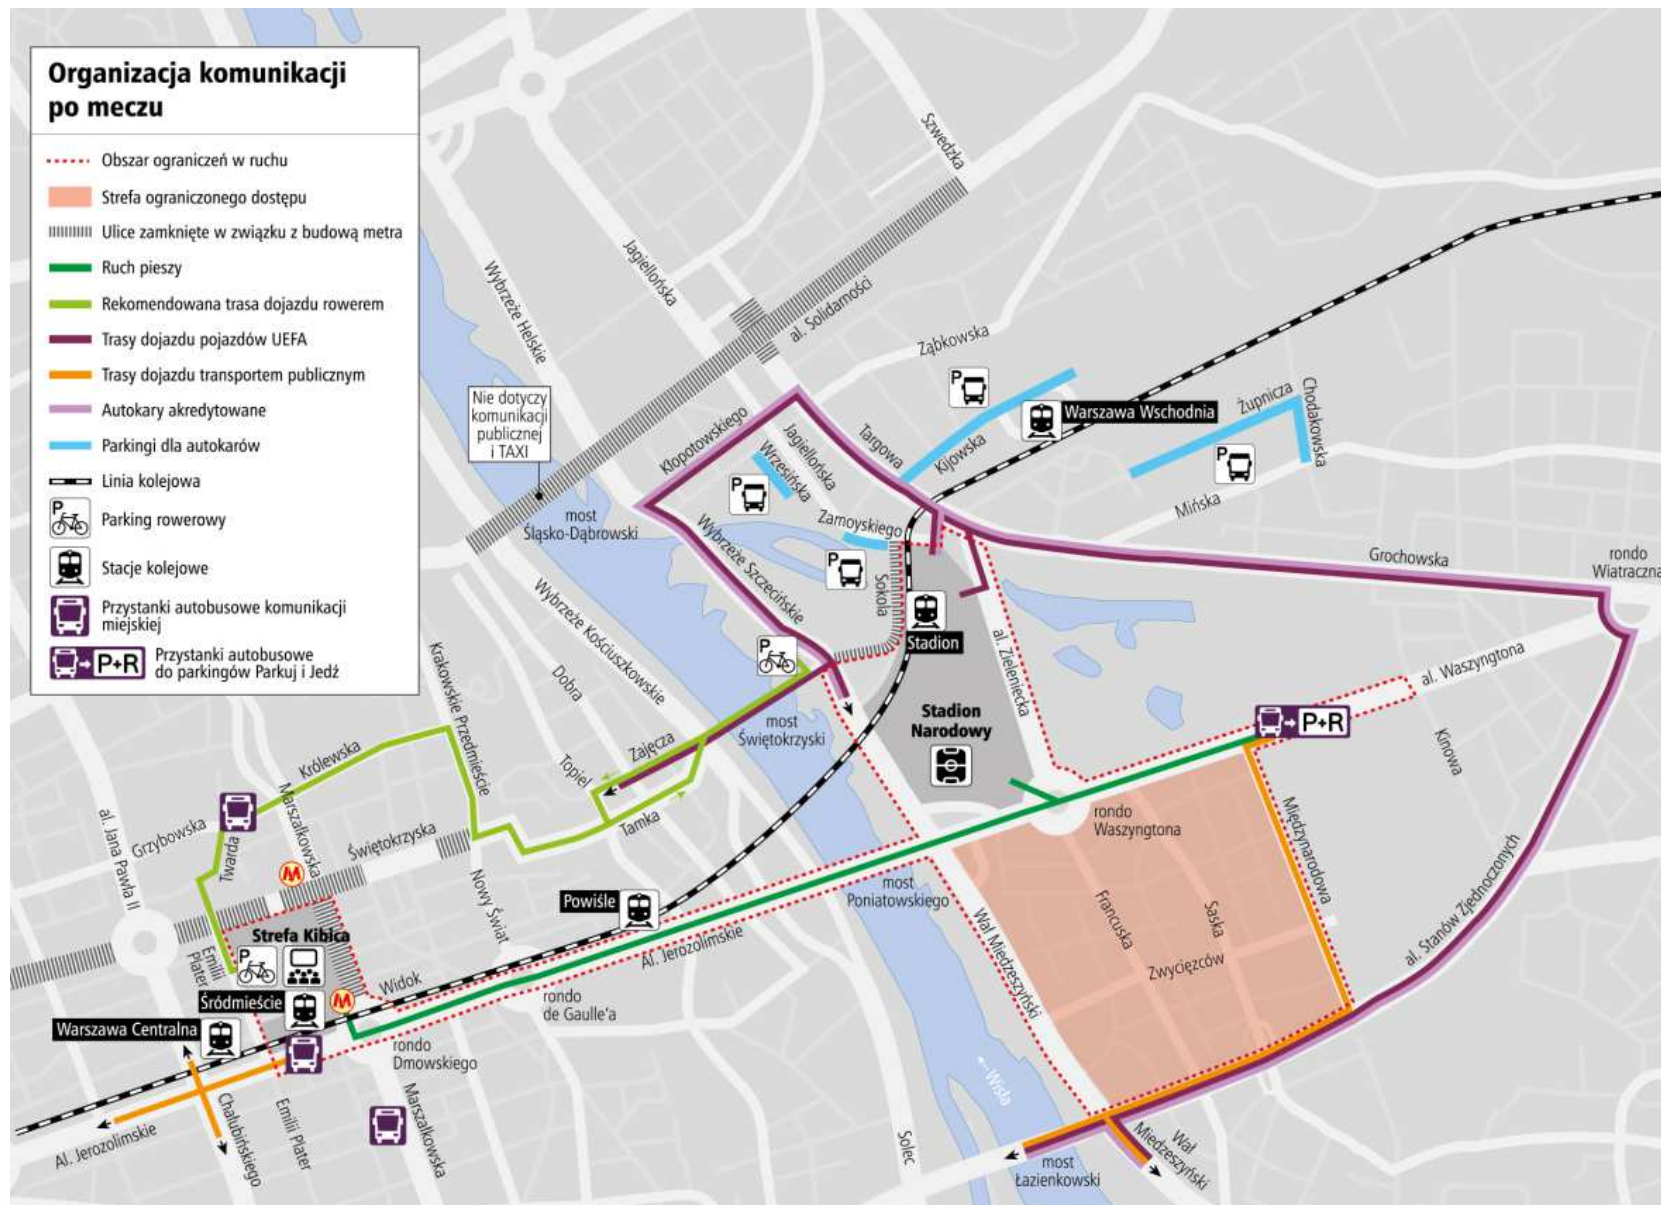 Organizacja komunikacji
po meczu
Obszar ograniczeń w ruchu
Strefa ograniczonego dostępu
Ulice zamknięte w związku z budową metra
Ruch pieszy
Rekomendowana trasa dojazdu rowerem
Trasy dojazdu pojazdów UEFA
Trasy dojazdu transportem publicznym
Autokary akredytowane
Parkingi dla autokarów
Linia kolejowa
P
Parking rowerowy
Stacje kolejowe
Przystanki autobusowe komunikacji
miejskiej
P+R
Przystanki autobusowe
do parkingów Parkuj i Jedź
Szwedzka
Jagiellońska
Wybrzeże Helskie
al. Solidarności
Ząbkowska
Nie dotyczy
komunikacji
publicznej
i TAXI
P
Warszawa Wschodnia
Żupnicza
Chodakowska
P
Kłopotowskiego
Jagiellońska
Targowa
Kijowska
Wrzesińska
P
Mińska
most
Śląsko-Dąbrowski
Zamoyskiego
Wybrzeże Szczecińskie
P
Sokola
Grochowska
rondo
Wiatraczna
Stadion
al. Zieleniecka
Wybrzeże Kościuszkowskie
Dobra
P
Krakowskie Przedmieście
al. Waszyngtona
Stadion
Narodowy
most
Świętokrzyski
P+R
Kinowa
Zajęcza
Topiel
Królewska
Marszałkowska
al. Jana Pawła II
Grzybowska
Twarda
Świętokrzyska
Tamka
rondo
Waszyngtona
Międzynarodowa
M
Nowy Świat
Powiśle
most
Poniatowskiego
Francuska
Saska
al. Stanów Zjednoczonych
Strefa Kibica
P
Emilii
Plater
Al. Jerozolimskie
Wał Miedzeszyński
Zwycięzców
Widok
Śródmieście
M
rondo
de Gaulle'a
Warszawa Centralna
rondo
Dmowskiego
Wisła
Chałubińskiego
Emilii Plater
Marszałkowska
Al. Jerozolimskie
Solec
most
Łazienkowski
Wał
Miedzeszyński